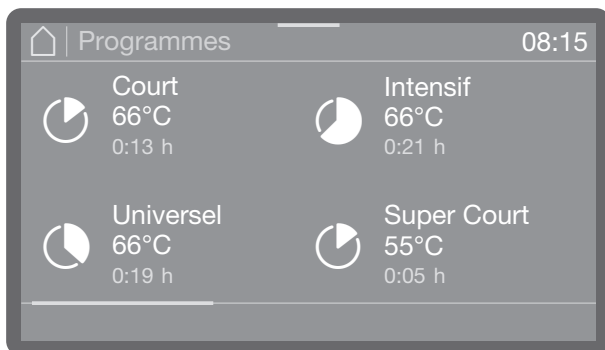 Programmes
08:15
Court
66°C
0:13 h
Intensif
66°C
0:21 h
Universel
66°C
0:19 h
Super Court
55°C
0:05 h